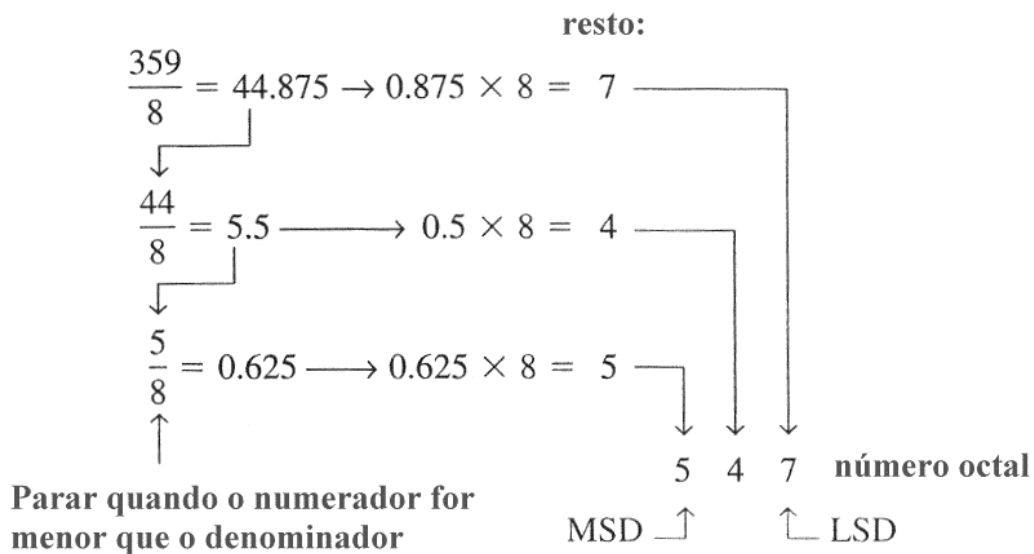 resto:
359/8 = 44.875 → 0.875 × 8 = 7
44/8 = 5.5 → 0.5 × 8 = 4
5/8 = 0.625 → 0.625 × 8 = 5
5 4 7 número octal
Parar quando o numerador for
menor que o denominador
MSD LSD